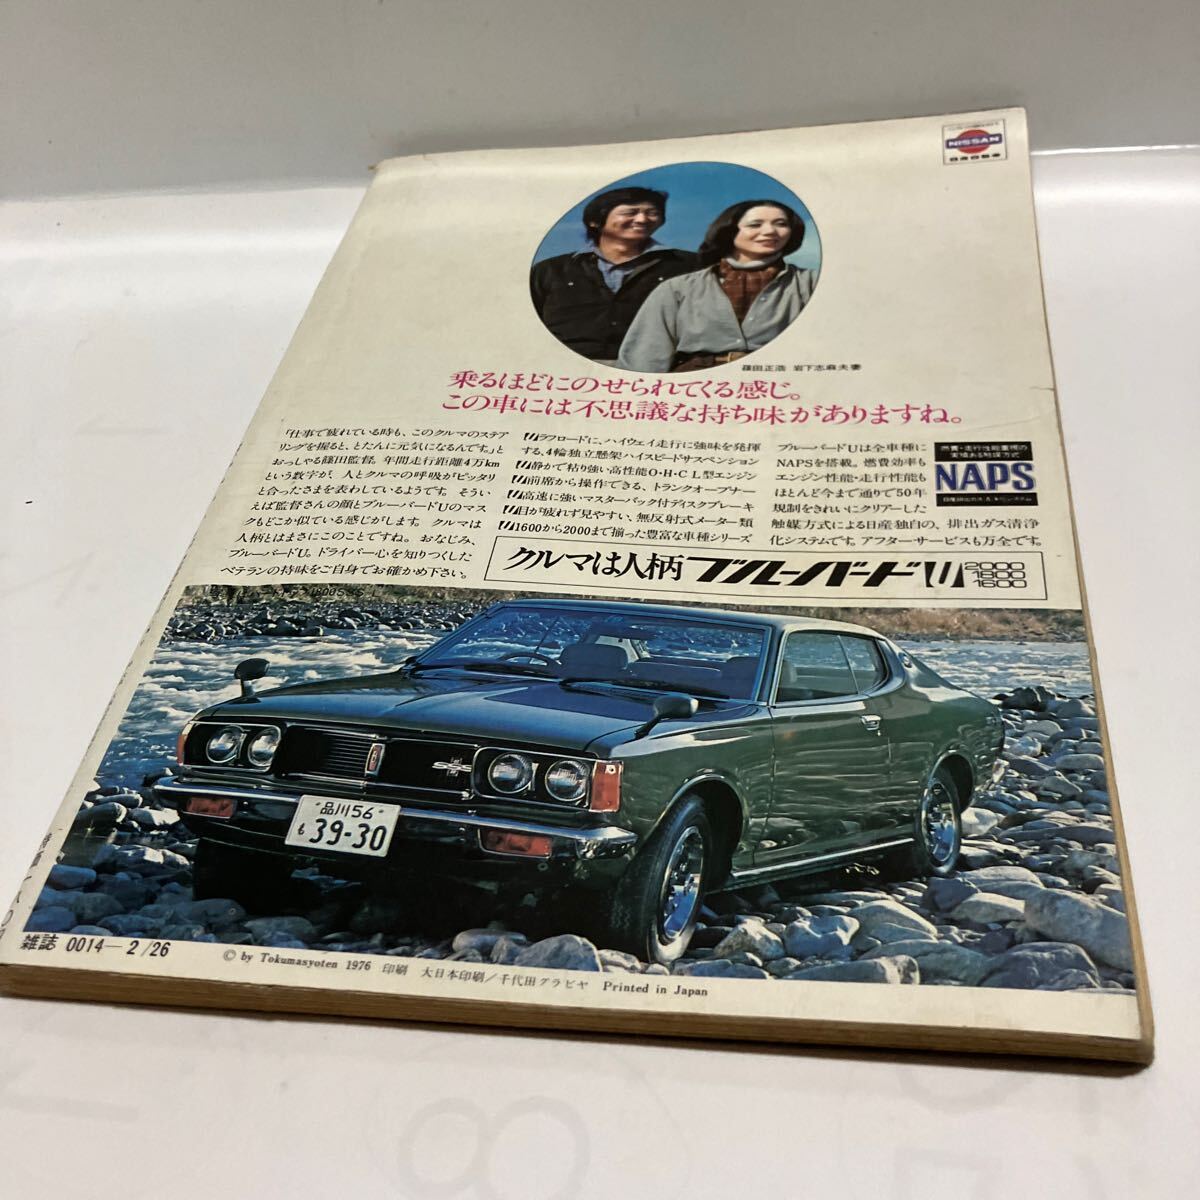 NISSAN
篠田正浩 岩下志麻夫妻
乗るほどにのせられてくる感じ。
この車には不思議な持ち味がありますね。
「仕事で疲れている時も、このクルマのステア
リングを握ると、とたんに元気になるんです。」と
おっしゃる篠田監督。年間走行距離4万km
という数字が、人とクルマの呼吸がピッタリ
と合ったさまを表わしているようです。そうい
えば監督さんの顔とブルーバードUのマス
クもどこか似ている感じがします。クルマは
人柄とはまさにこのことですね。おなじみ、
ブルーバードU。ドライバー心を知りつくした
ベテランの持味をご自身でお確かめ下さい。
ラフロードに、ハイウェイ走行に強味を発揮
する、4輪独立懸架ハイスピードサスペンション
静かで粘り強い高性能O・H・C L型エンジン
前席から操作できる、トランクオープナー
高速に強いマスターバック付ディスクブレーキ
目が疲れず見やすい、無反射式メーター類
1600から2000まで揃った豊富な車種シリーズ
ブルーバードUは全車種に
NAPSを搭載。燃費効率も
エンジン性能・走行性能も
ほとんど今まで通りで50年
規制をきれいにクリアーした
触媒方式による日産独自の、排出ガス清浄
化システムです。アフターサービスも万全です。
燃費・走行性能重視の
実績ある触媒方式
NAPS
クルマは人柄 ブルーバードU 2000 1800 1600
SSS
品川 56
も 39-30
雑誌 0014―2/26
© by Tokumasyoten 1976 印刷 大日本印刷/千代田グラビヤ Printed in Japan